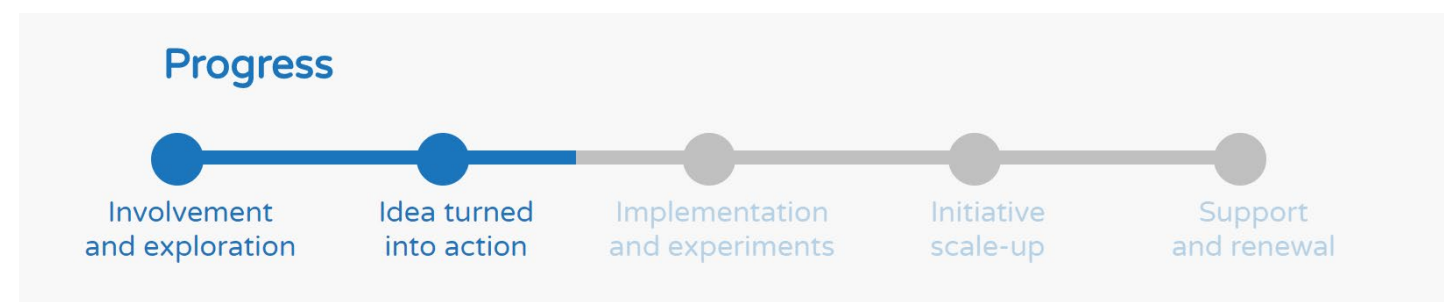 Progress
Involvement
and exploration
Idea turned
into action
Implementation
and experiments
Initiative
scale-up
Support
and renewal